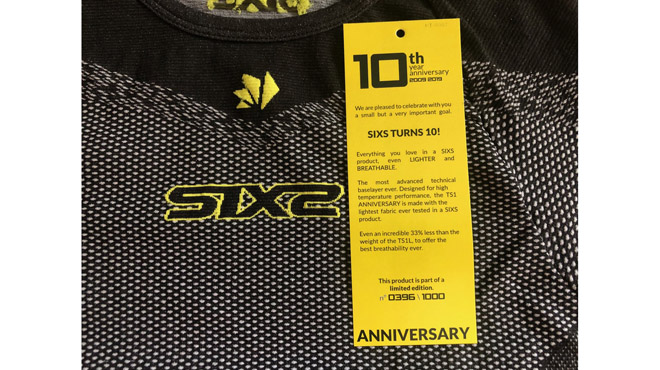 SIXS
10th
year
anniversary
2009 2019
We are pleased to celebrate with you
a small but a very important goal.
SIXS TURNS 10!
Everything you love in a SIXS
product, even LIGHTER and
BREATHABLE.
The most advanced technical
baselayer ever. Designed for high
temperature performance, the TS1
ANNIVERSARY is made with the
lightest fabric ever tested in a SIXS
product.
Even an incredible 33% less than the
weight of the TS1L, to offer the
best breathability ever.
This product is part of a
limited edition.
n° 0396 \ 1000
ANNIVERSARY